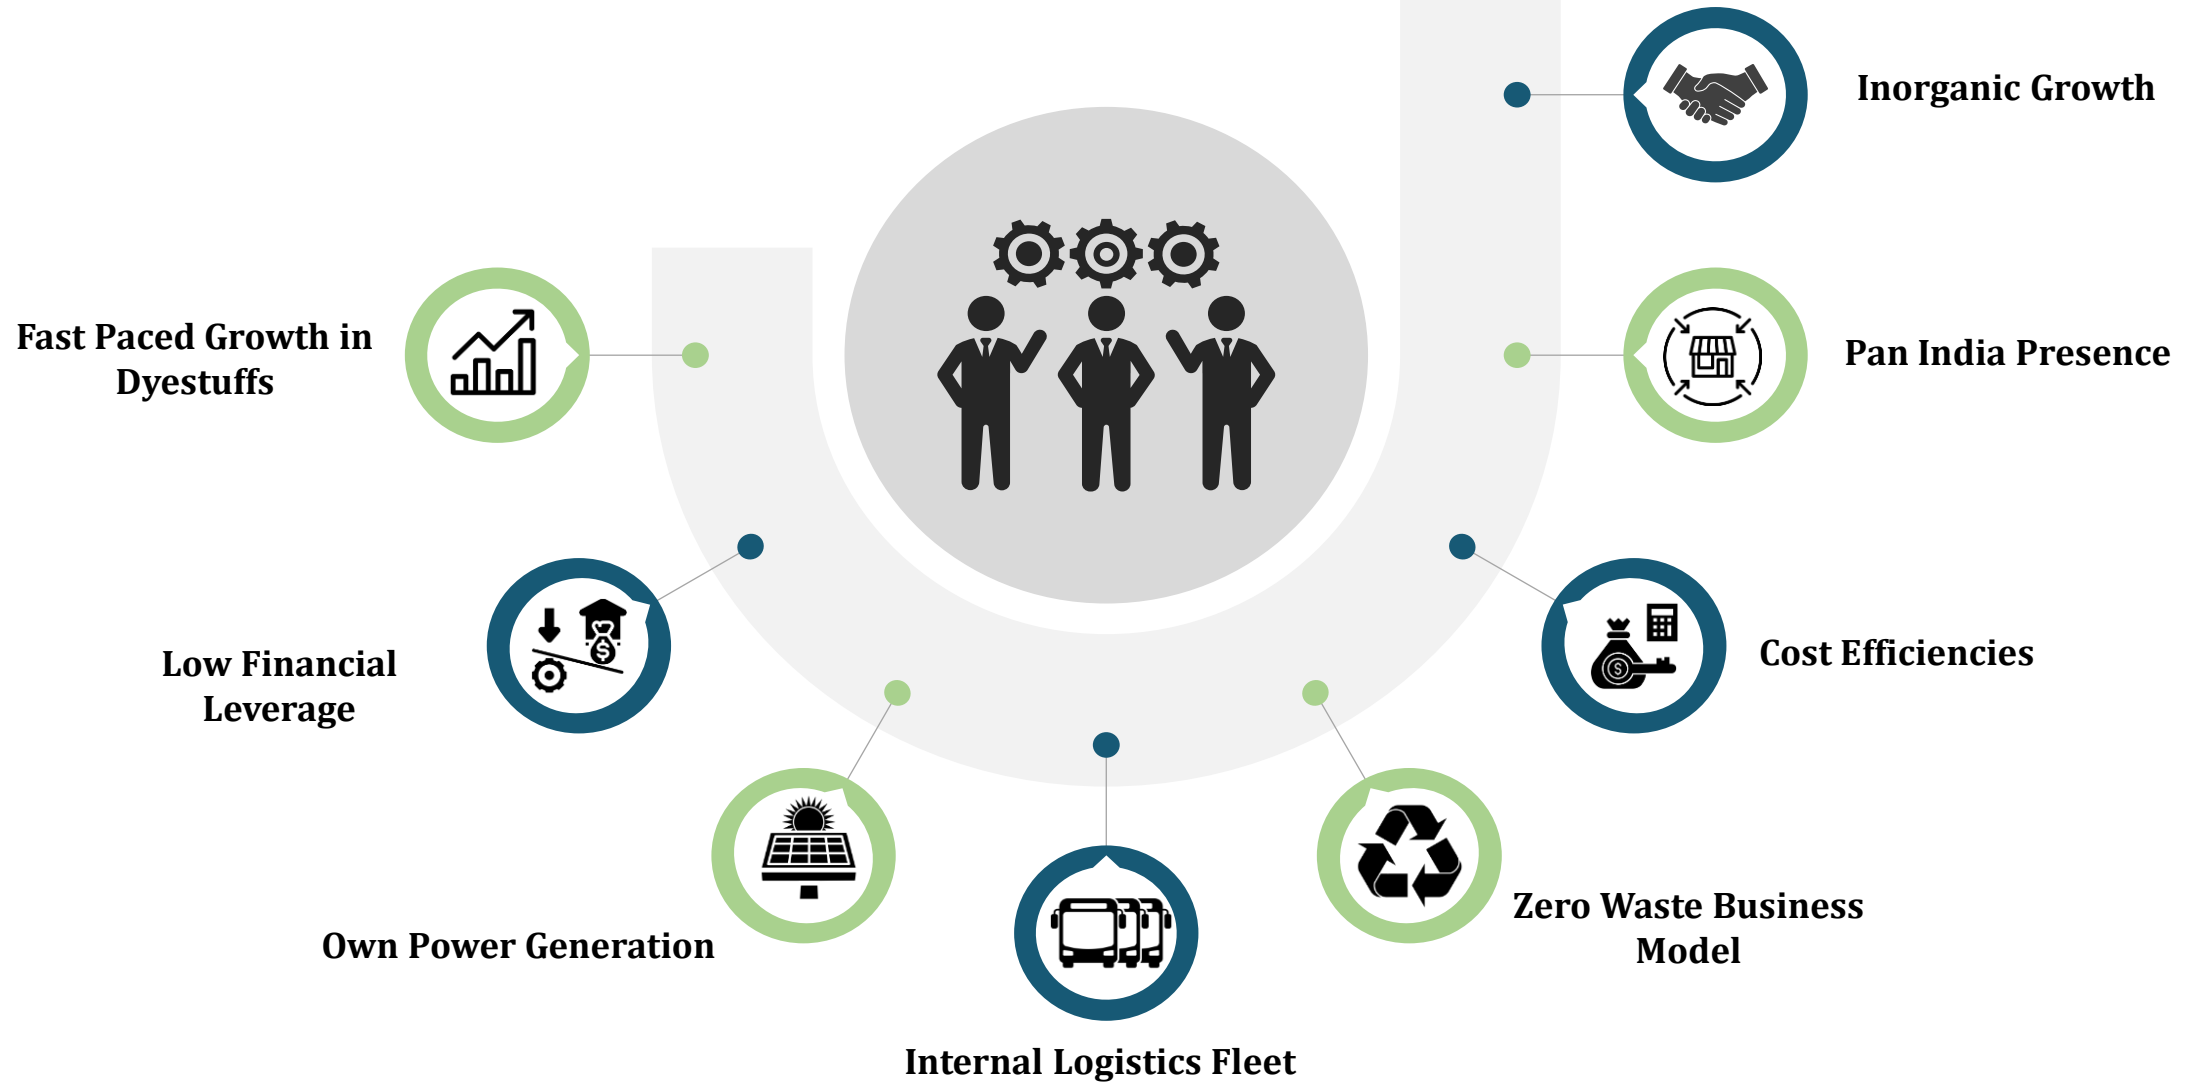 Inorganic Growth
Fast Paced Growth in
Dyestuffs
Pan India Presence
Low Financial
Leverage
Cost Efficiencies
Own Power Generation
Zero Waste Business
Model
Internal Logistics Fleet